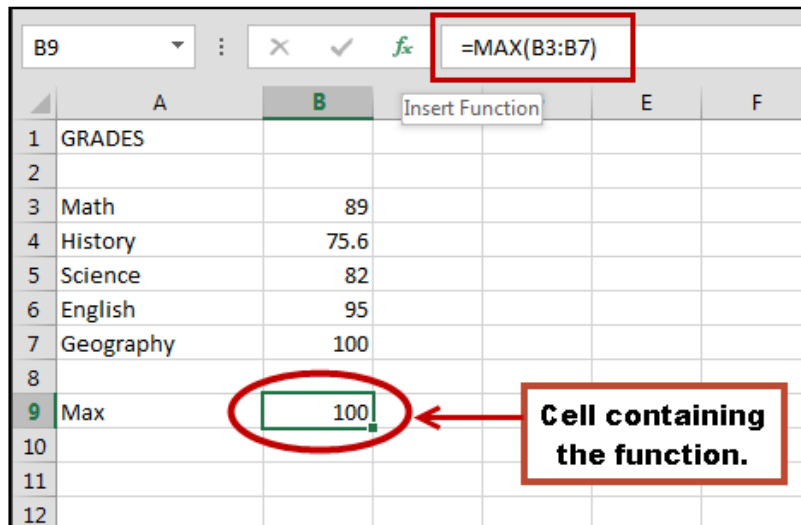 B9 fx =MAX(B3:B7)
A B E F
Insert Function
1 GRADES
2
3 Math 89
4 History 75.6
5 Science 82
6 English 95
7 Geography 100
8
9 Max 100
10
11
12
Cell containing
the function.